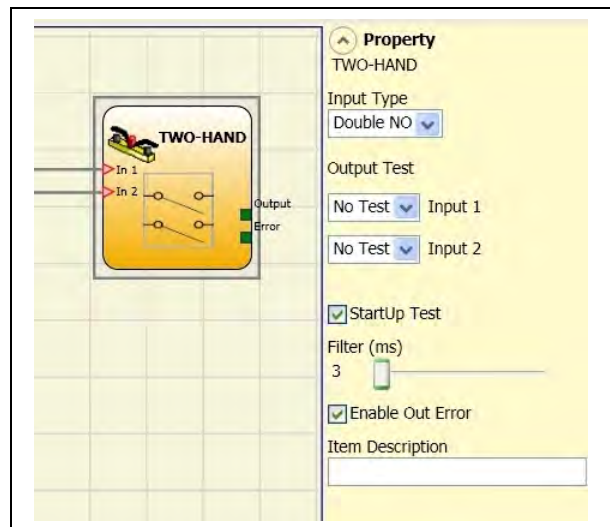 TWO-HAND
In 1
In 2
Output
Error
Property
TWO-HAND
Input Type
Double NO
Output Test
No Test Input 1
No Test Input 2
StartUp Test
Filter (ms)
3
Enable Out Error
Item Description